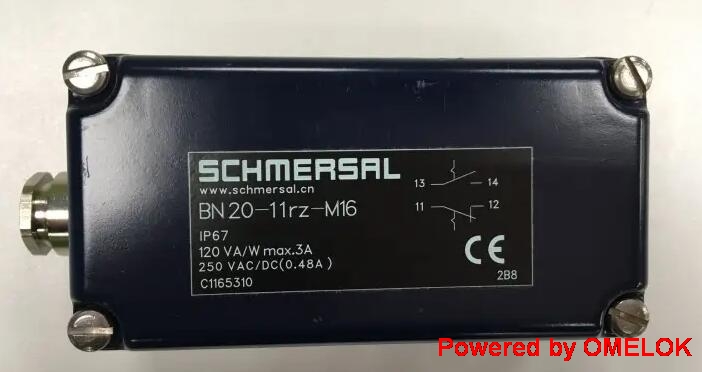 SCHMERSAL
www.schmersal.cn
BN 20-11rz-M16
IP67
120 VA/W max.3A
250 VAC/DC(0.48A )
C1165310
13 14
11 12
CE
2B8
Powered by OMELOK